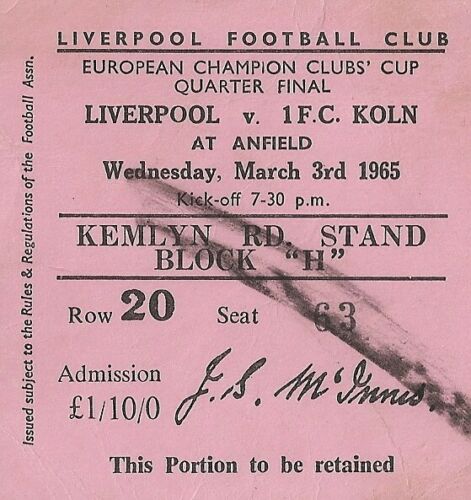 LIVERPOOL FOOTBALL CLUB
EUROPEAN CHAMPION CLUBS' CUP
QUARTER FINAL
LIVERPOOL v. 1 F.C. KOLN
AT ANFIELD
Wednesday, March 3rd 1965
Kick-off 7-30 p.m.
KEMLYN RD. STAND
BLOCK "H"
Row 20 Seat 63
Admission
£1/10/0
J. S. McInnes.
This Portion to be retained
Issued subject to the Rules & Regulations of the Football Assn.